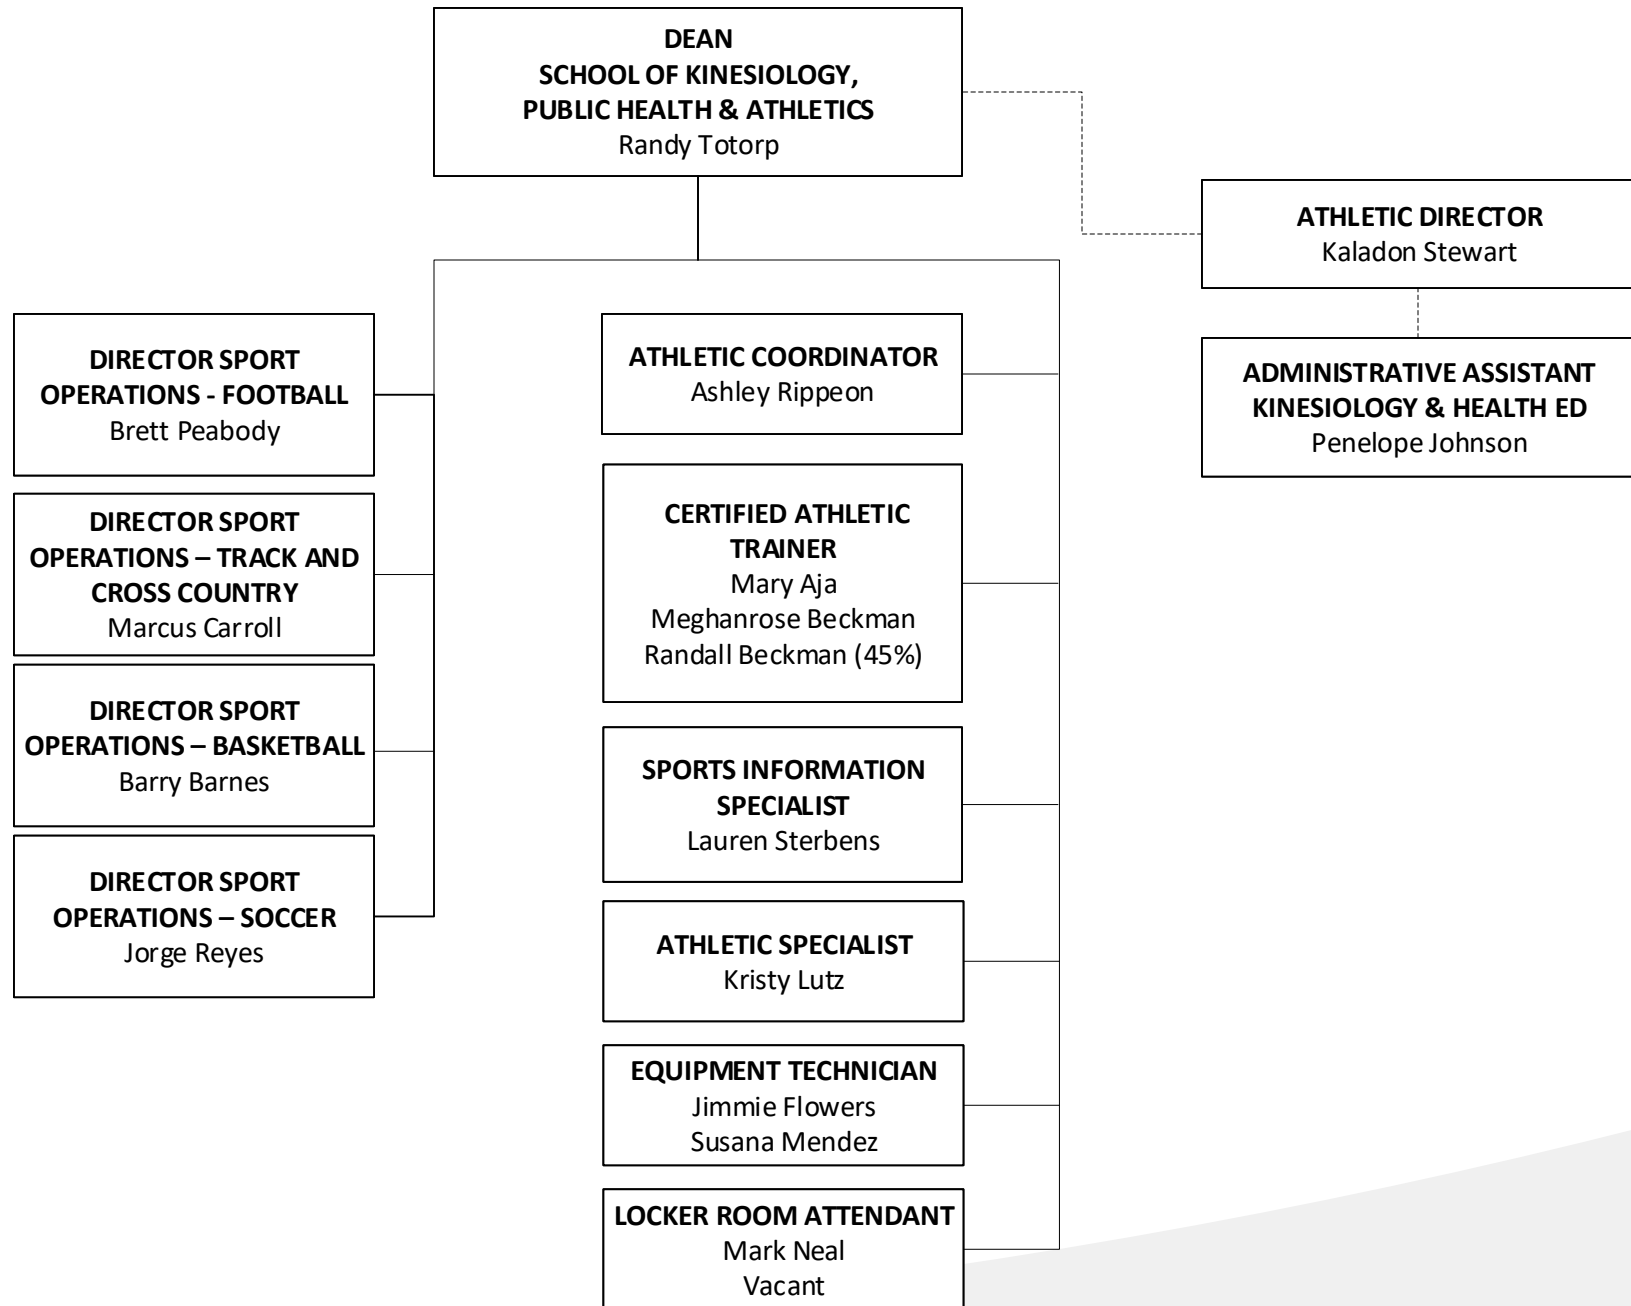 DEAN
SCHOOL OF KINESIOLOGY,
PUBLIC HEALTH & ATHLETICS
Randy Totorp
ATHLETIC DIRECTOR
Kaladon Stewart
ADMINISTRATIVE ASSISTANT
KINESIOLOGY & HEALTH ED
Penelope Johnson
DIRECTOR SPORT
OPERATIONS - FOOTBALL
Brett Peabody
DIRECTOR SPORT
OPERATIONS – TRACK AND
CROSS COUNTRY
Marcus Carroll
DIRECTOR SPORT
OPERATIONS – BASKETBALL
Barry Barnes
DIRECTOR SPORT
OPERATIONS – SOCCER
Jorge Reyes
ATHLETIC COORDINATOR
Ashley Rippeon
CERTIFIED ATHLETIC
TRAINER
Mary Aja
Meghanrose Beckman
Randall Beckman (45%)
SPORTS INFORMATION
SPECIALIST
Lauren Sterbens
ATHLETIC SPECIALIST
Kristy Lutz
EQUIPMENT TECHNICIAN
Jimmie Flowers
Susana Mendez
LOCKER ROOM ATTENDANT
Mark Neal
Vacant